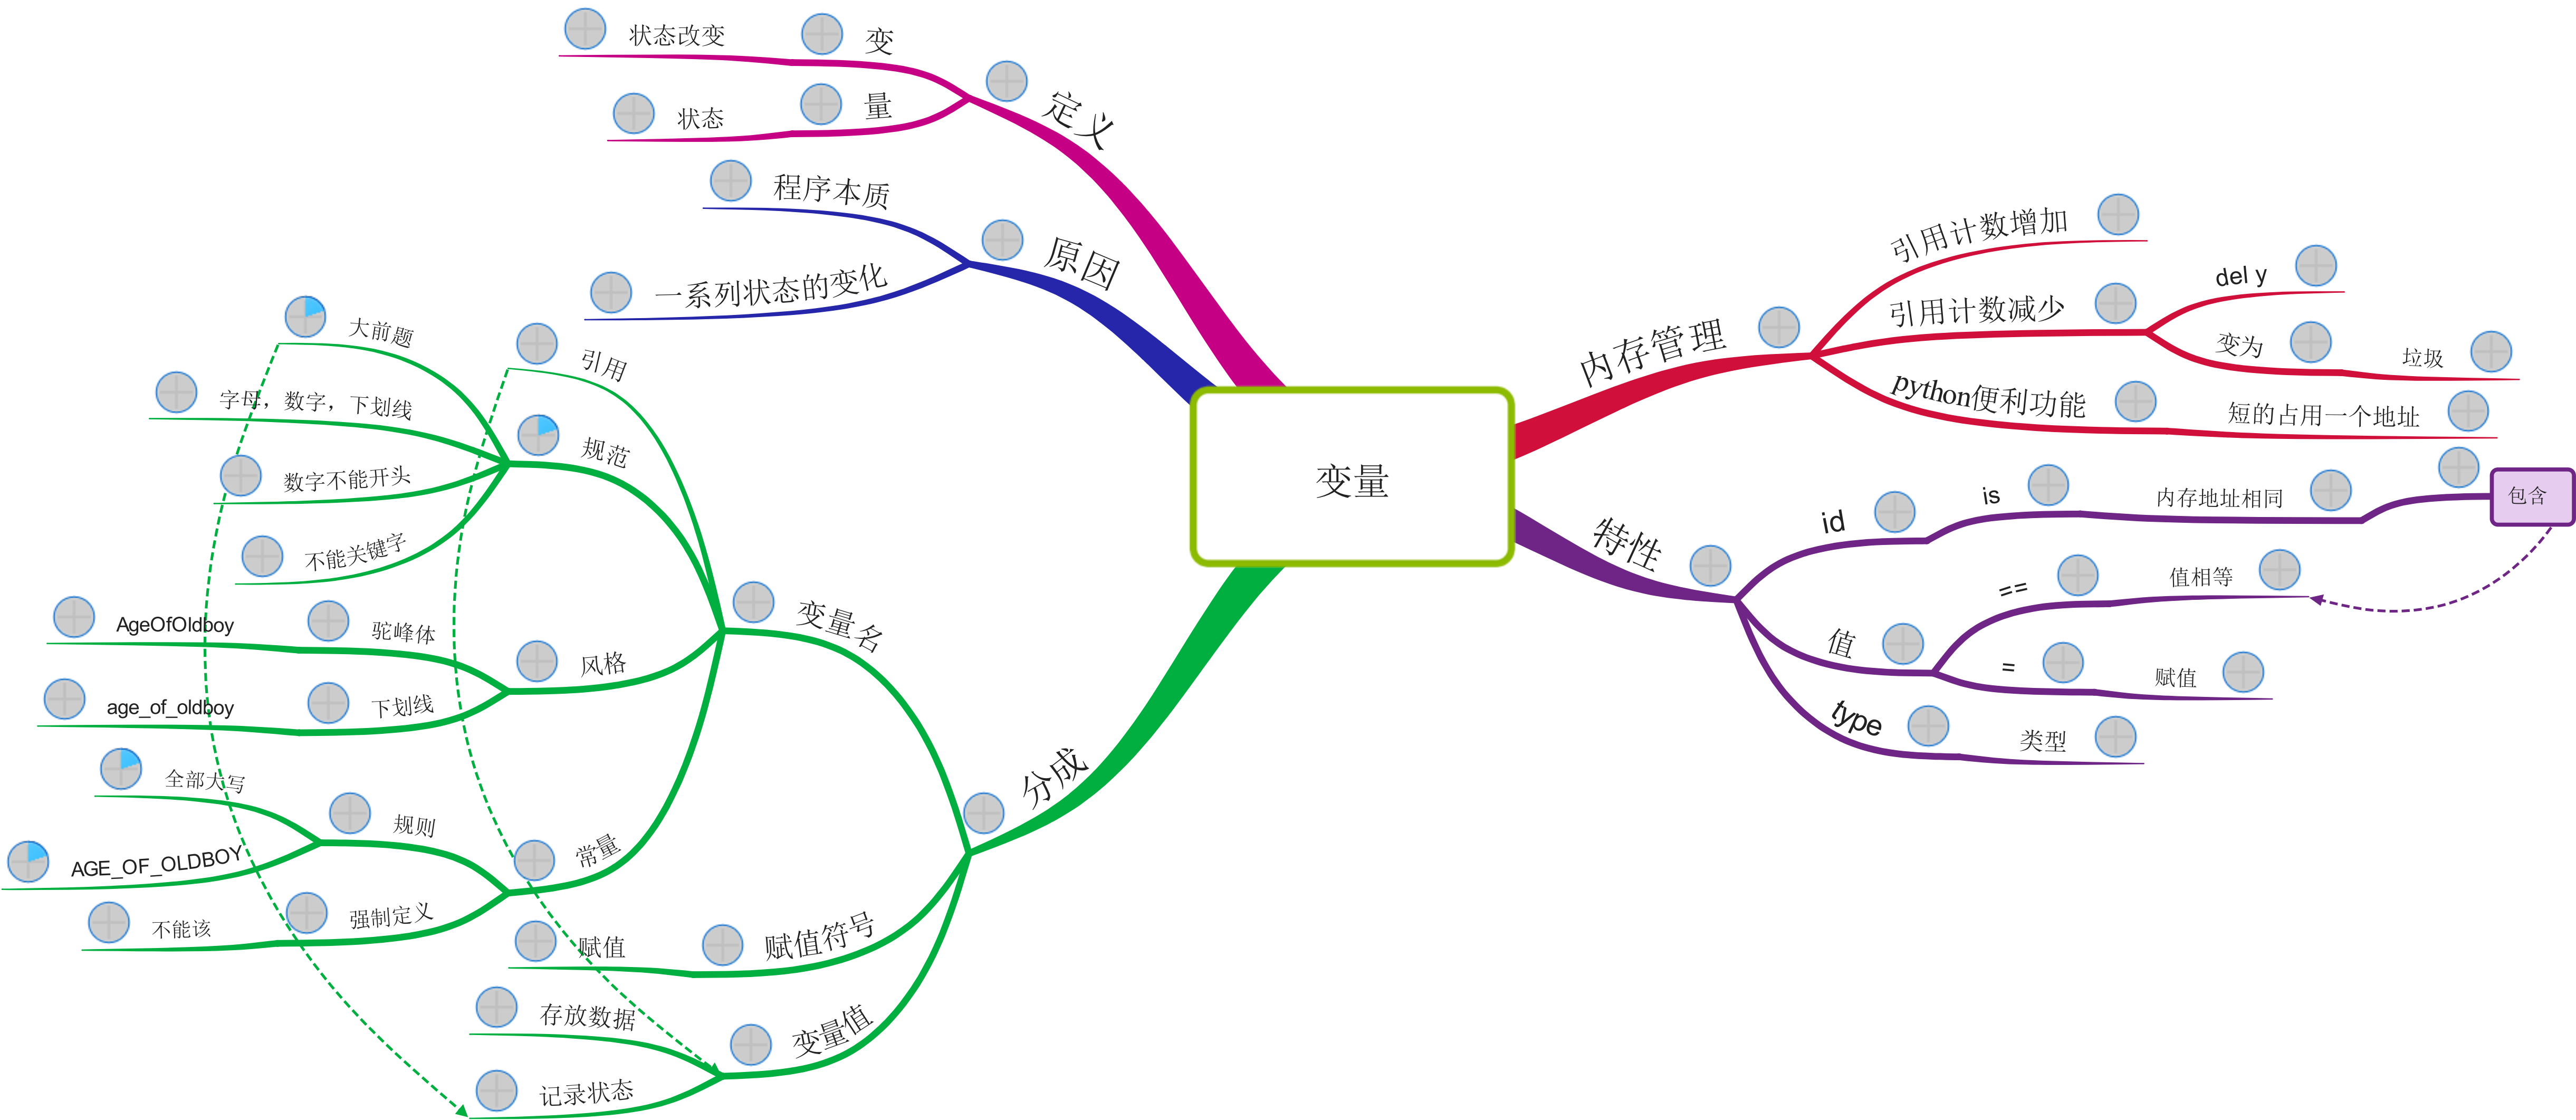 变量
定义
变
状态改变
量
状态
原因
程序本质
一系列状态的变化
内存管理
引用计数增加
引用计数减少
del y
变为
垃圾
python便利功能
短的占用一个地址
特性
id
is
内存地址相同
包含
值
==
值相等
=
赋值
type
类型
分成
变量名
引用
规范
大前题
字母，数字，下划线
数字不能开头
不能关键字
风格
驼峰体
AgeOfOldboy
下划线
age_of_oldboy
常量
规则
全部大写
AGE_OF_OLDBOY
强制定义
不能该
赋值符号
赋值
变量值
存放数据
记录状态